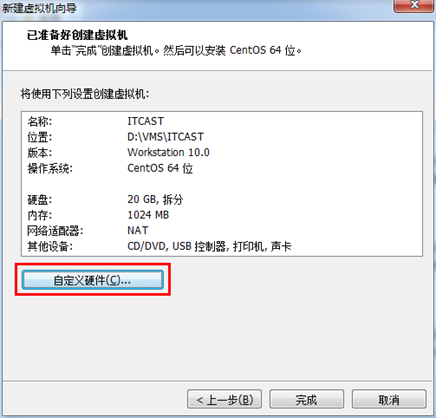 新建虚拟机向导
已准备好创建虚拟机
单击"完成"创建虚拟机。然后可以安装 CentOS 64 位。
将使用下列设置创建虚拟机:
名称: ITCAST
位置: D:\VMS\ITCAST
版本: Workstation 10.0
操作系统: CentOS 64 位
硬盘: 20 GB, 拆分
内存: 1024 MB
网络适配器: NAT
其他设备: CD/DVD, USB 控制器, 打印机, 声卡
自定义硬件(C)...
< 上一步(B)
完成
取消